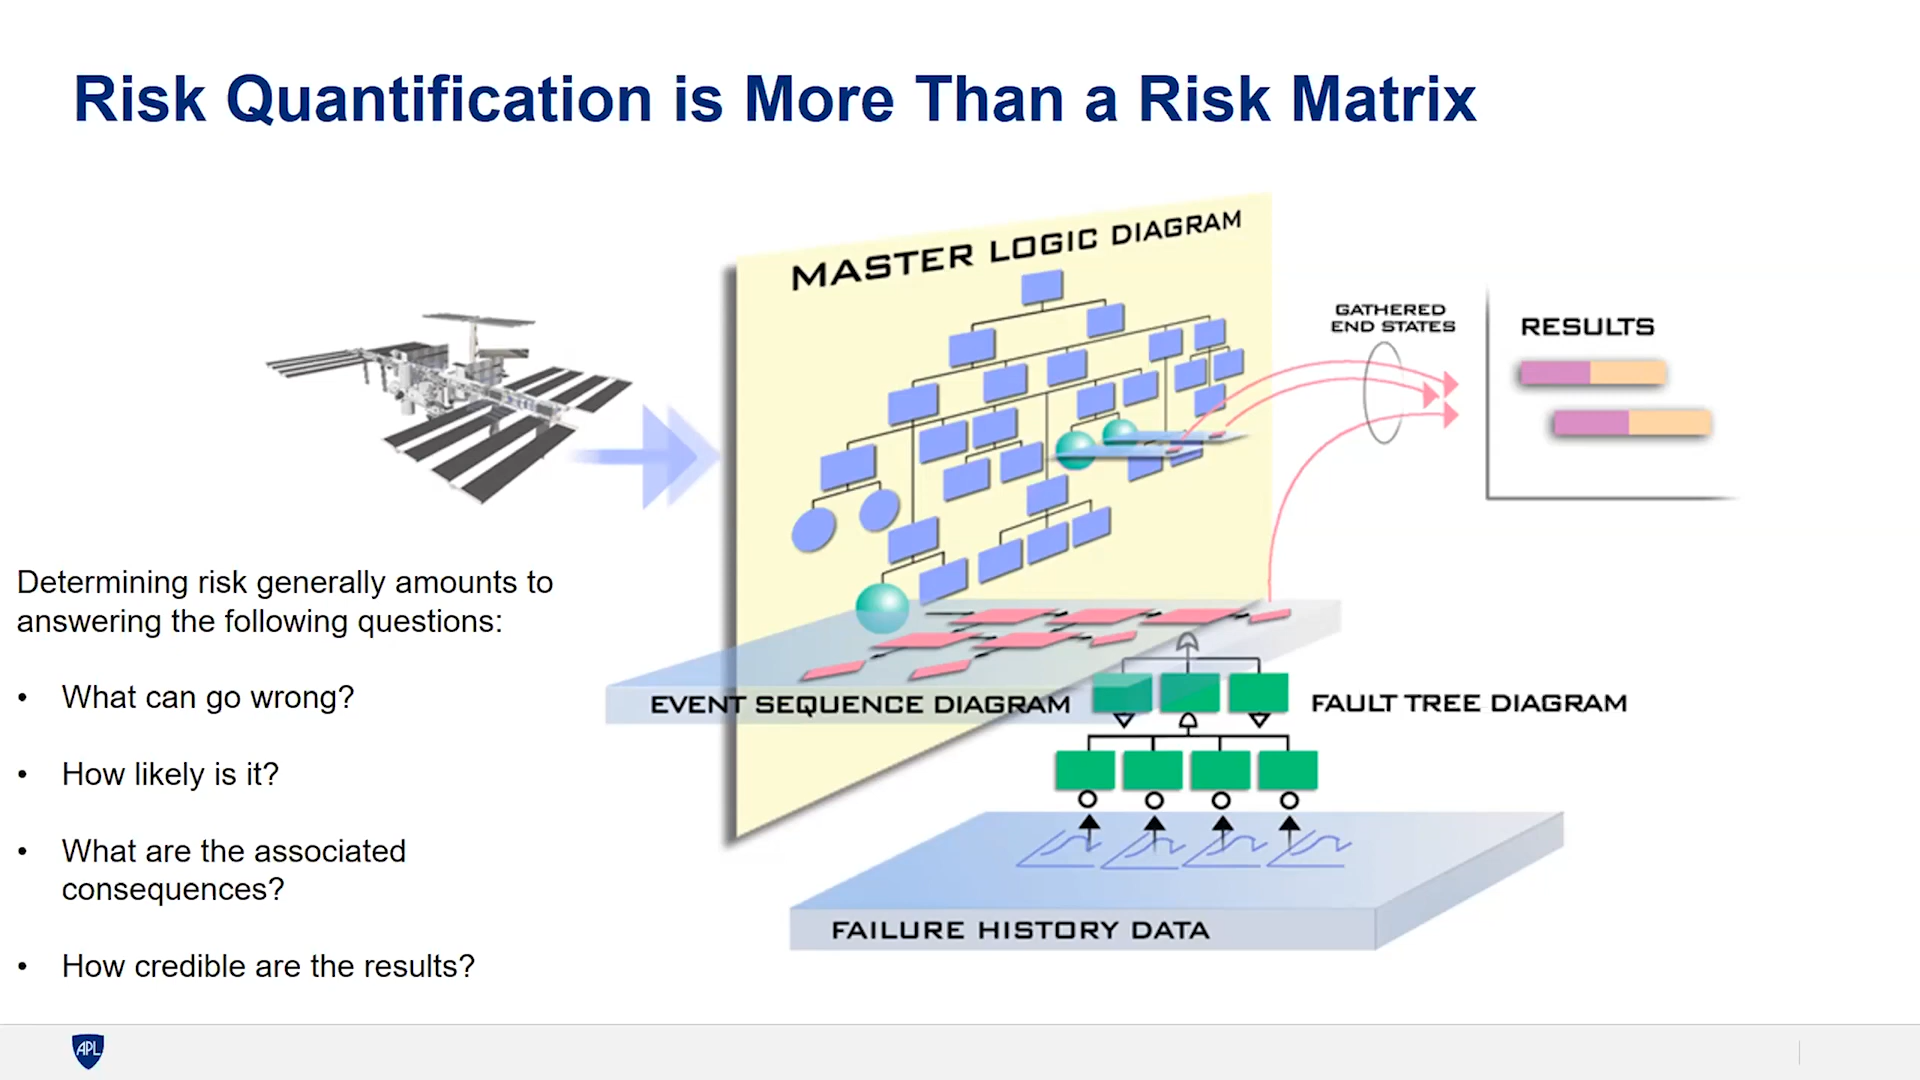 Risk Quantification is More Than a Risk Matrix
MASTER LOGIC DIAGRAM
GATHERED
END STATES
RESULTS
Determining risk generally amounts to
answering the following questions:
• What can go wrong?
• How likely is it?
• What are the associated
consequences?
• How credible are the results?
EVENT SEQUENCE DIAGRAM
FAULT TREE DIAGRAM
FAILURE HISTORY DATA
APL